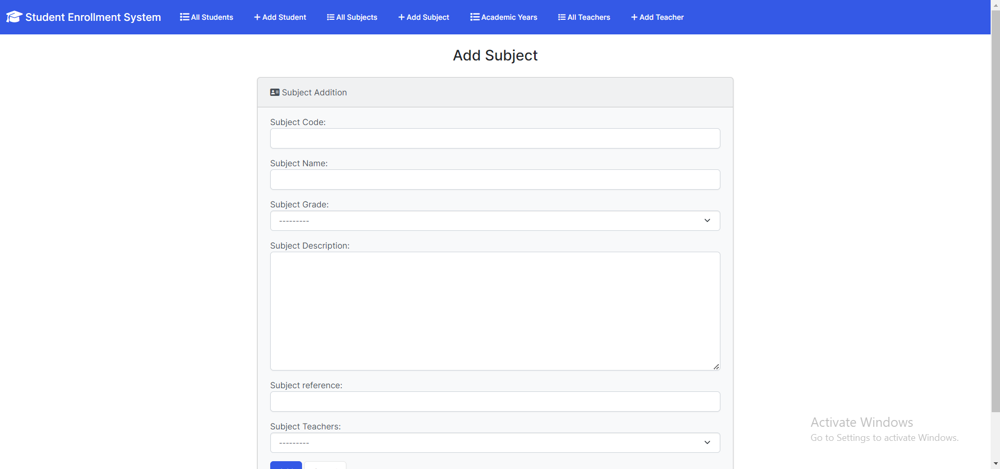 Student Enrollment System
All Students
Add Student
All Subjects
Add Subject
Academic Years
All Teachers
Add Teacher
Add Subject
Subject Addition
Subject Code:
Subject Name:
Subject Grade:
---------
Subject Description:
Subject reference:
Subject Teachers:
---------
Activate Windows
Go to Settings to activate Windows.